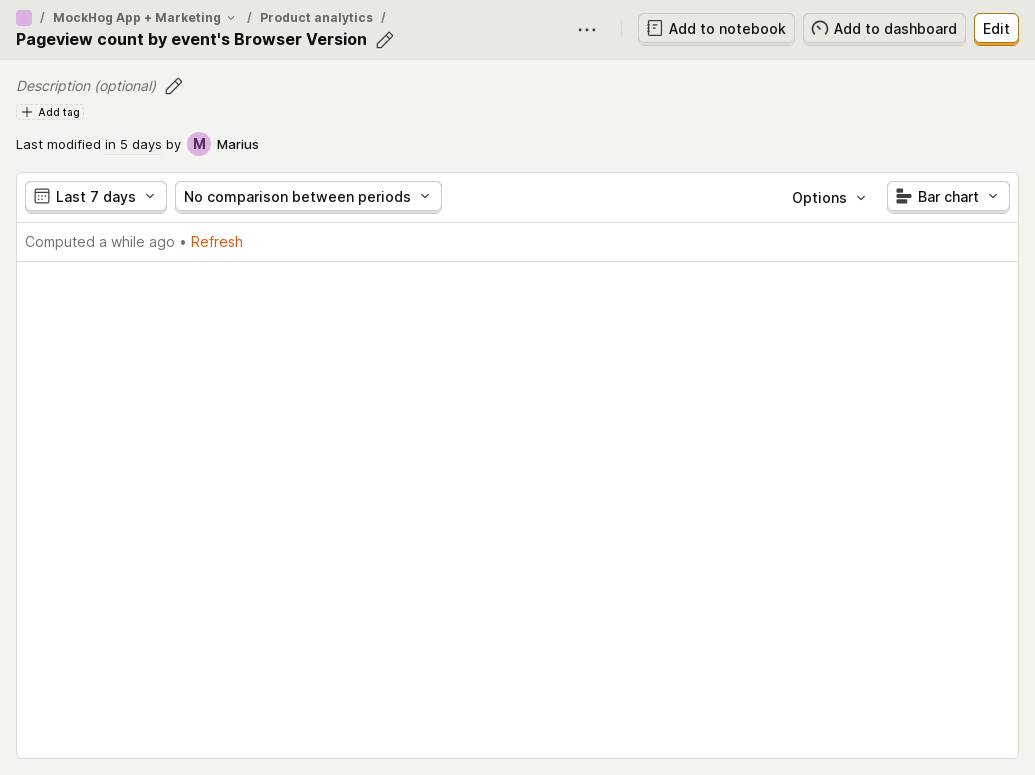 / MockHog App + Marketing / Product analytics /
Pageview count by event's Browser Version
Add to notebook
Add to dashboard
Edit
Description (optional)
Add tag
Last modified in 5 days by M Marius
Last 7 days
No comparison between periods
Options
Bar chart
Computed a while ago • Refresh